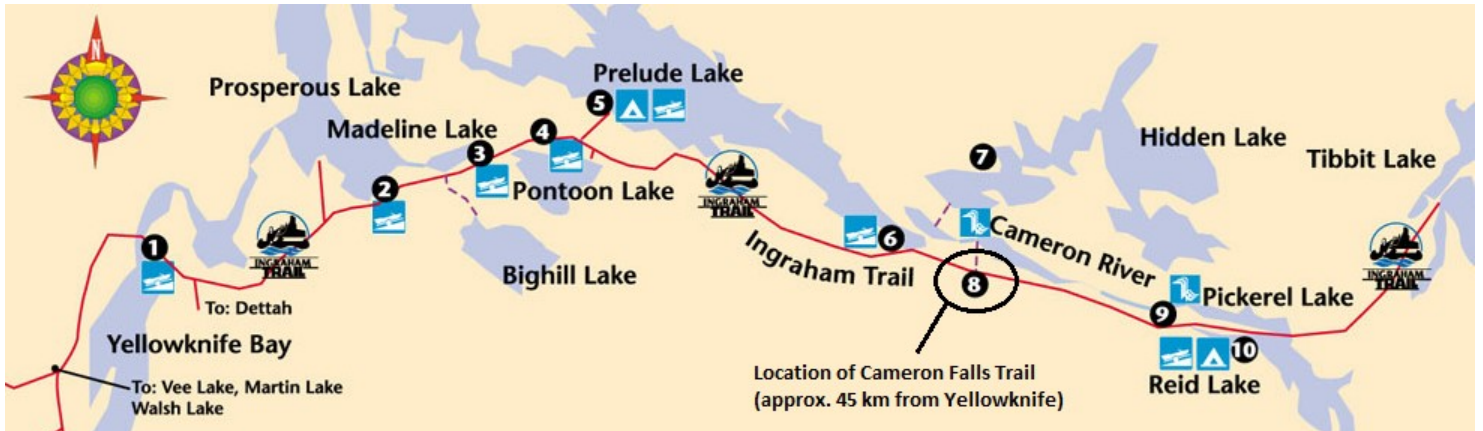 N
Prosperous Lake
Prelude Lake
5
Madeline Lake
4
3
Hidden Lake
7
Tibbit Lake
2
Pontoon Lake
INGRAHAM
TRAIL
1
INGRAHAM
TRAIL
Bighill Lake
6
Ingraham Trail
Cameron River
8
INGRAHAM
TRAIL
Pickerel Lake
9
To: Dettah
Yellowknife Bay
10
Reid Lake
To: Vee Lake, Martin Lake
Walsh Lake
Location of Cameron Falls Trail
(approx. 45 km from Yellowknife)